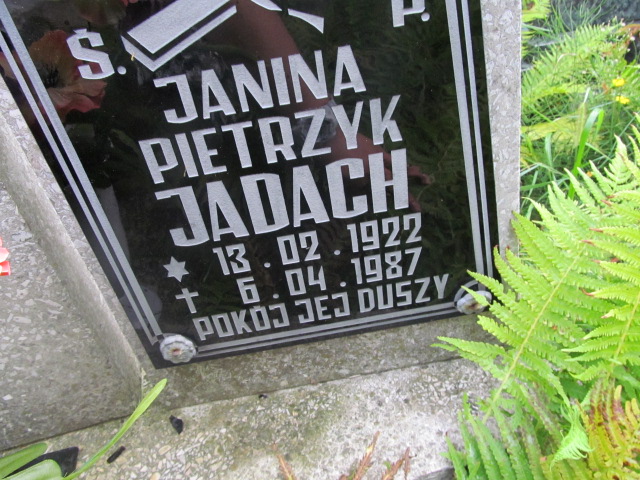 Ś. P.
JANINA
PIETRZYK
JADACH
13.02.1922
6.04.1987
POKÓJ JEJ DUSZY